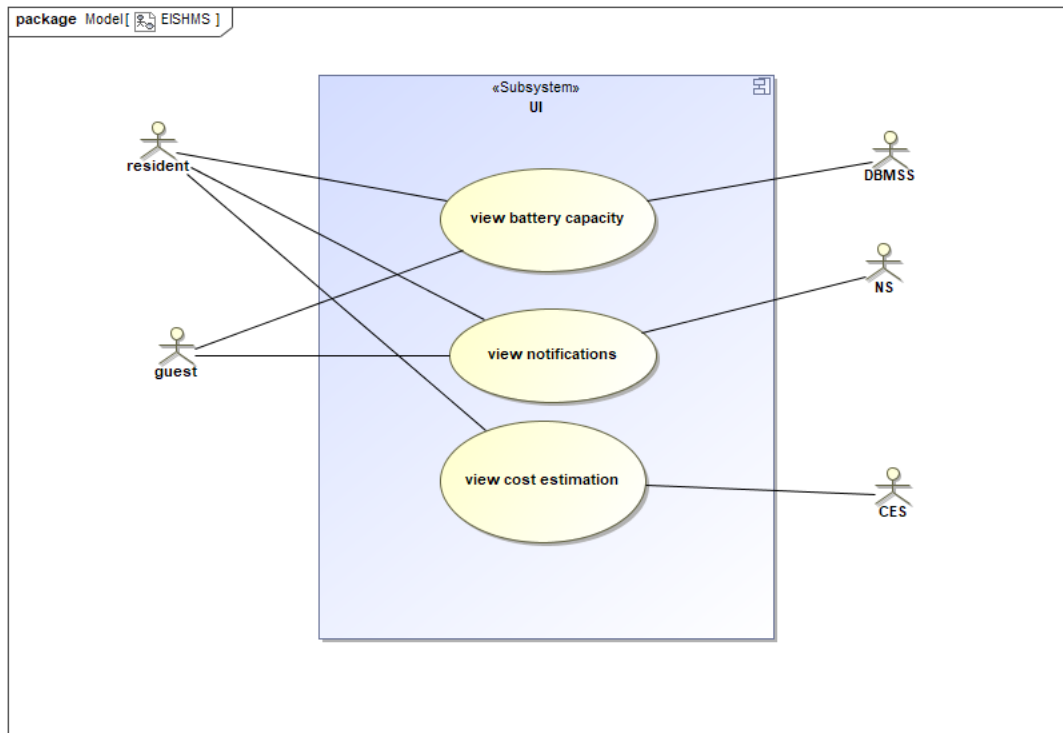 package Model[ EISHMS ]
«Subsystem»
UI
resident
DBMSS
view battery capacity
NS
view notifications
guest
view cost estimation
CES